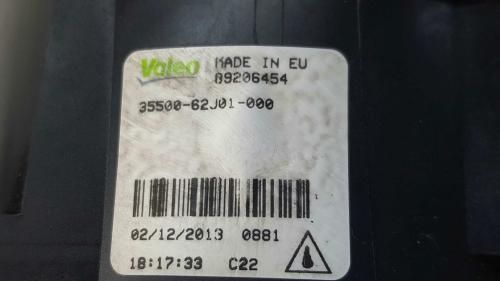 Valeo MADE IN EU
89206454
35500-62J01-000
02/12/2013 0881
18:17:33 C22